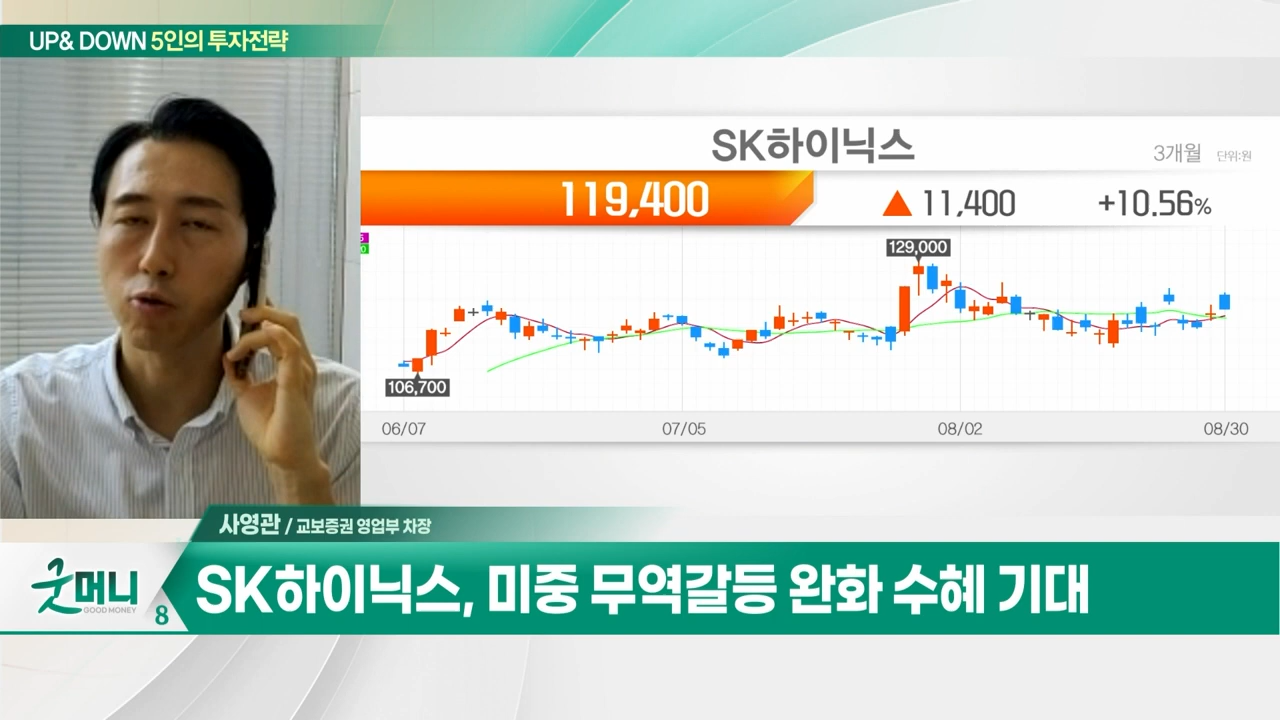 UP& DOWN 5인의 투자전략
SK하이닉스
3개월 단위:원
119,400 ▲ 11,400 +10.56%
129,000
106,700
06/07 07/05 08/02 08/30
사영관 / 교보증권 영업부 차장
굿머니
GOOD MONEY
8
SK하이닉스, 미중 무역갈등 완화 수혜 기대